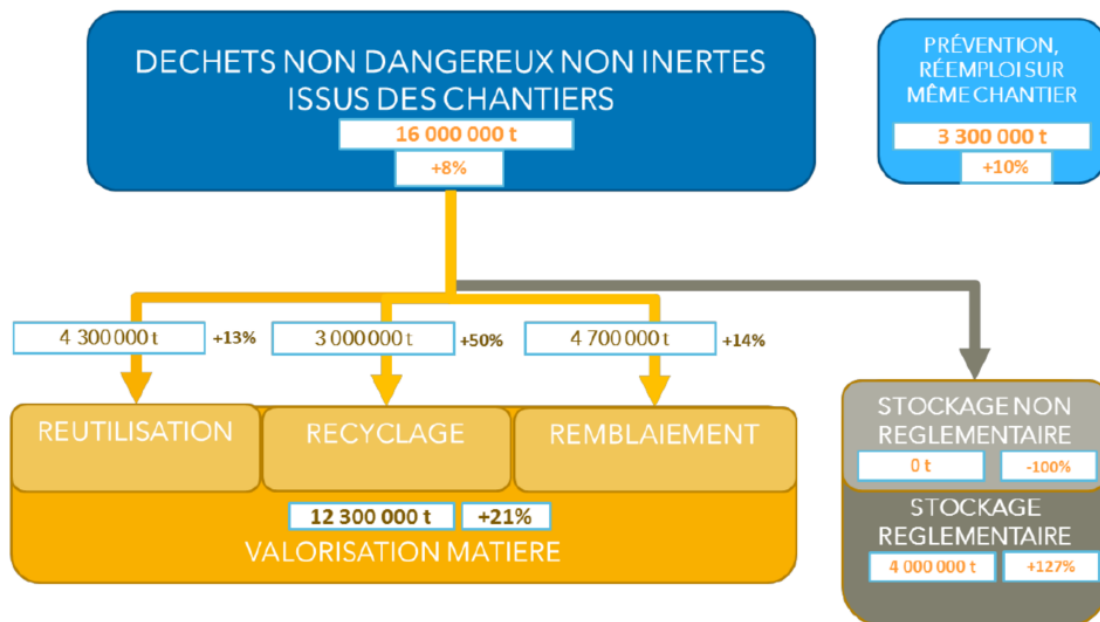 DECHETS NON DANGEREUX NON INERTES
ISSUS DES CHANTIERS
16 000 000 t
+8%
PRÉVENTION,
RÉEMPLOI SUR
MÊME CHANTIER
3 300 000 t
+10%
4 300 000 t +13%
3 000 000 t +50%
4 700 000 t +14%
REUTILISATION
RECYCLAGE
REMBLAIEMENT
12 300 000 t +21%
VALORISATION MATIERE
STOCKAGE NON
REGLEMENTAIRE
0 t -100%
STOCKAGE
REGLEMENTAIRE
4 000 000 t +127%